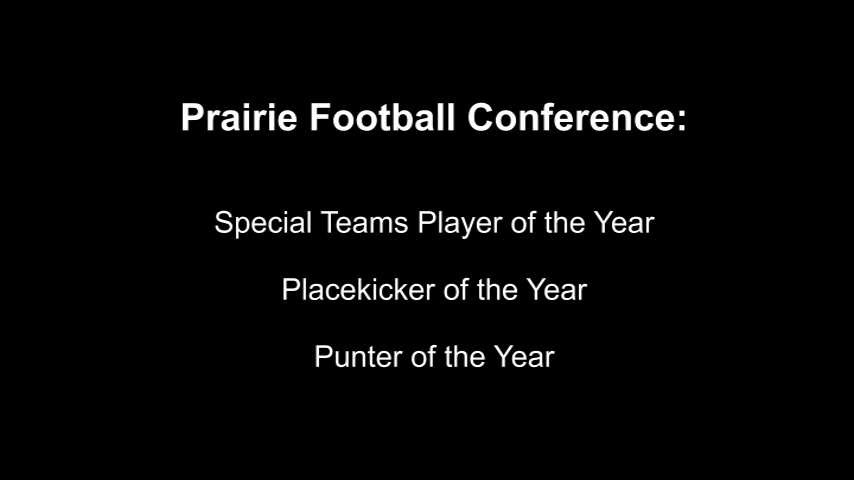 Prairie Football Conference:
Special Teams Player of the Year
Placekicker of the Year
Punter of the Year